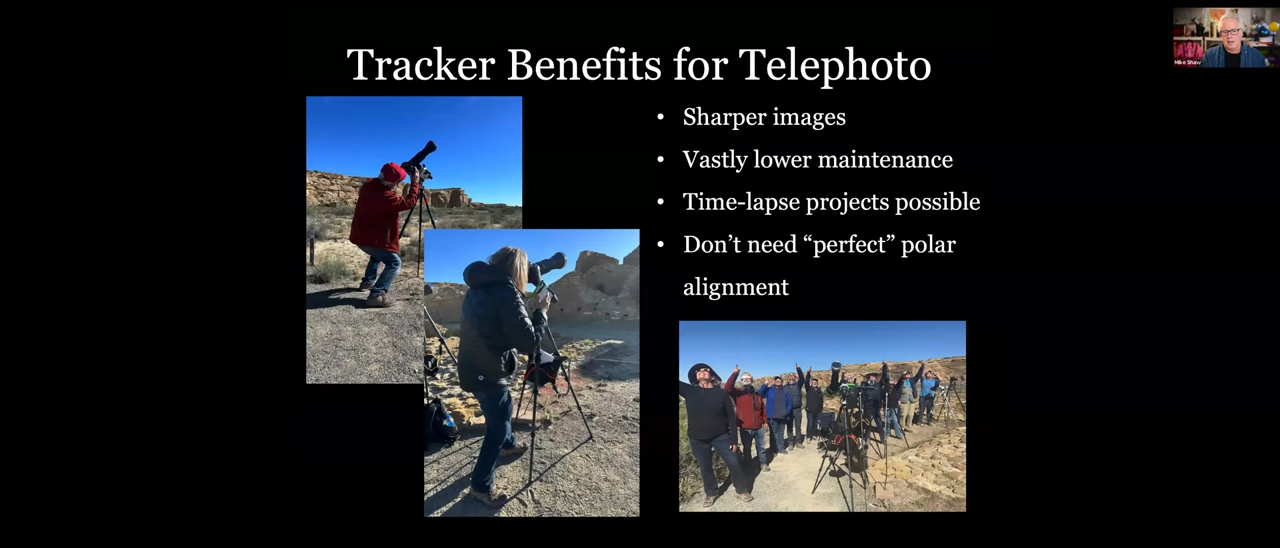 Tracker Benefits for Telephoto
• Sharper images
• Vastly lower maintenance
• Time-lapse projects possible
• Don’t need “perfect” polar
alignment
Mike Shaw